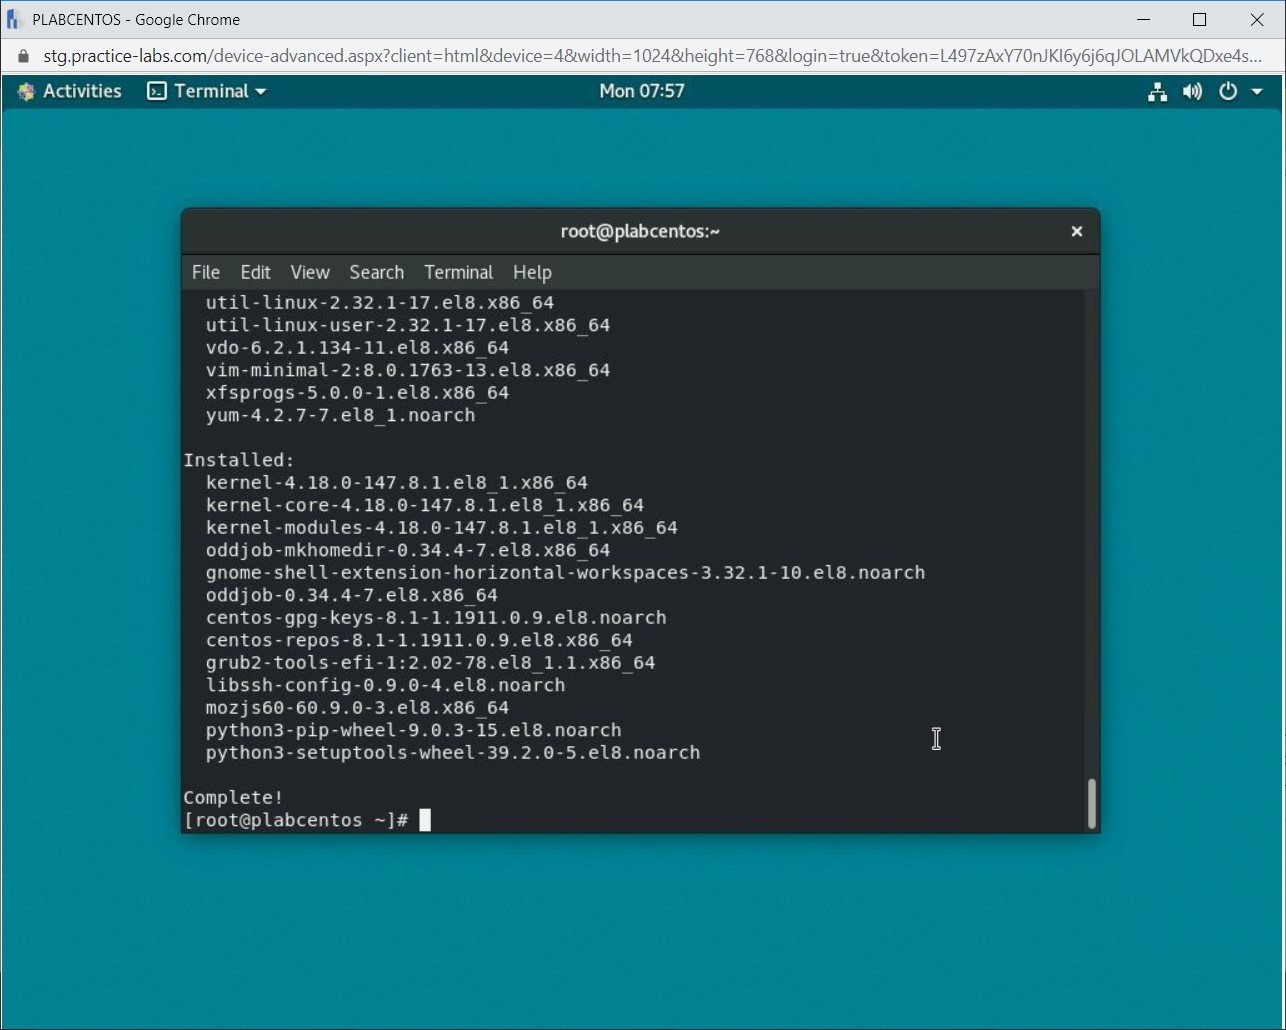 PLABCENTOS - Google Chrome
stg.practice-labs.com/device-advanced.aspx?client=html&device=4&width=1024&height=768&login=true&token=L497zAxY70nJKI6y6j6qJOLAMVkQDxe4s...
Activities Terminal Mon 07:57
root@plabcentos:~
File Edit View Search Terminal Help
util-linux-2.32.1-17.el8.x86_64
util-linux-user-2.32.1-17.el8.x86_64
vdo-6.2.1.134-11.el8.x86_64
vim-minimal-2:8.0.1763-13.el8.x86_64
xfsprogs-5.0.0-1.el8.x86_64
yum-4.2.7-7.el8_1.noarch
Installed:
kernel-4.18.0-147.8.1.el8_1.x86_64
kernel-core-4.18.0-147.8.1.el8_1.x86_64
kernel-modules-4.18.0-147.8.1.el8_1.x86_64
oddjob-mkhomedir-0.34.4-7.el8.x86_64
gnome-shell-extension-horizontal-workspaces-3.32.1-10.el8.noarch
oddjob-0.34.4-7.el8.x86_64
centos-gpg-keys-8.1-1.1911.0.9.el8.noarch
centos-repos-8.1-1.1911.0.9.el8.x86_64
grub2-tools-efi-1:2.02-78.el8_1.1.x86_64
libssh-config-0.9.0-4.el8.noarch
mozjs60-60.9.0-3.el8.x86_64
python3-pip-wheel-9.0.3-15.el8.noarch
python3-setuptools-wheel-39.2.0-5.el8.noarch
Complete!
[root@plabcentos ~]#